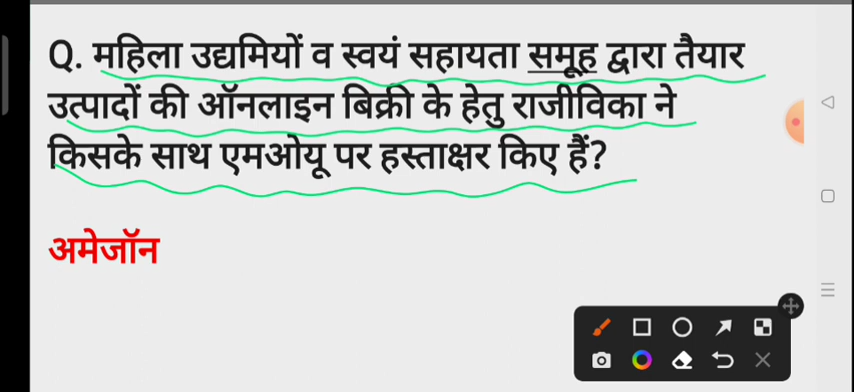 Q. महिला उद्यमियों व स्वयं सहायता समूह द्वारा तैयार
उत्पादों की ऑनलाइन बिक्री के हेतु राजीविका ने
किसके साथ एमओयू पर हस्ताक्षर किए हैं?
अमेजॉन